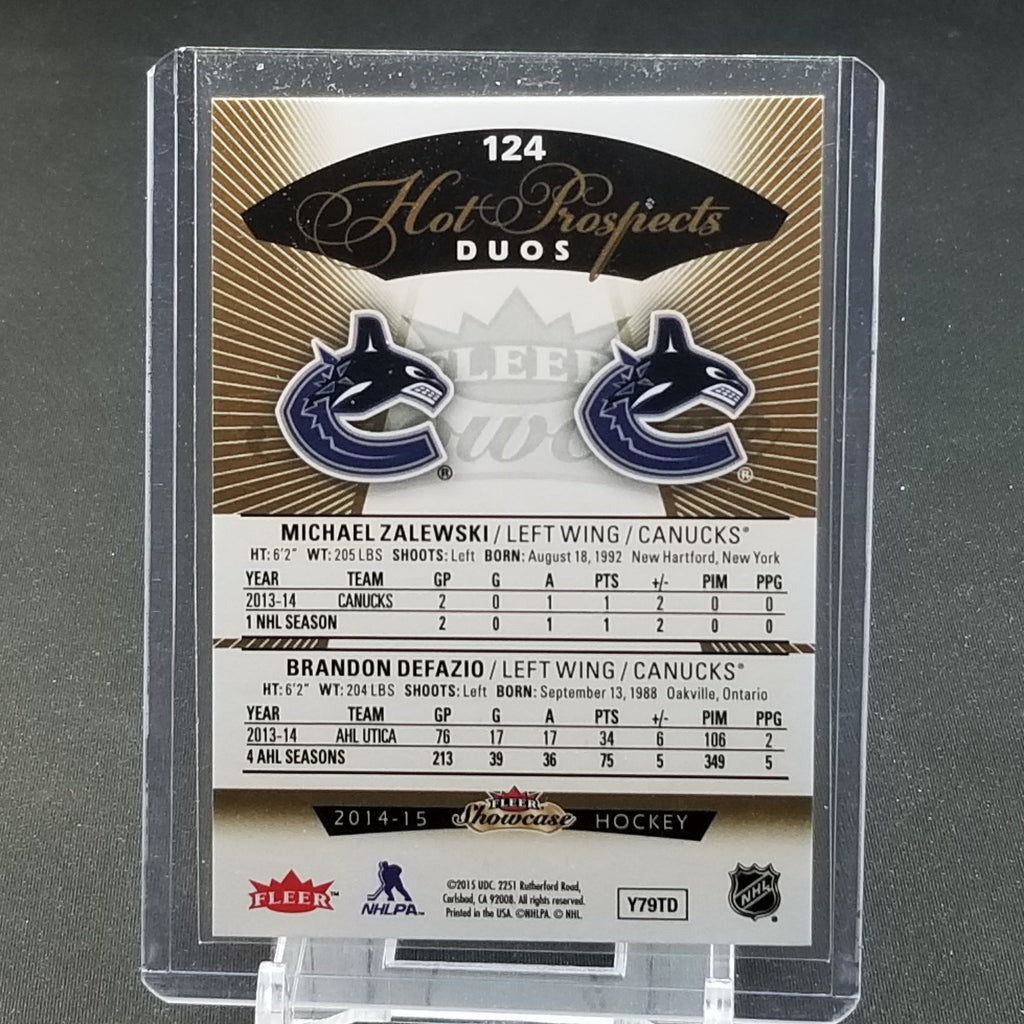 124
Hot Prospects
DUOS
FLEER
Showcase
®
®
MICHAEL ZALEWSKI / LEFT WING / CANUCKS®
HT: 6'2" WT: 205 LBS SHOOTS: Left BORN: August 18, 1992 New Hartford, New York
YEAR TEAM GP G A PTS +/- PIM PPG
2013-14 CANUCKS 2 0 1 1 2 0 0
1 NHL SEASON 2 0 1 1 2 0 0
BRANDON DEFAZIO / LEFT WING / CANUCKS®
HT: 6'2" WT: 204 LBS SHOOTS: Left BORN: September 13, 1988 Oakville, Ontario
YEAR TEAM GP G A PTS +/- PIM PPG
2013-14 AHL UTICA 76 17 17 34 6 106 2
4 AHL SEASONS 213 39 36 75 5 349 5
FLEER
2014-15 Showcase HOCKEY
FLEER™
NHLPA™
©2015 UDC. 2251 Rutherford Road,
Carlsbad, CA 92008. All rights reserved.
Printed in the USA. ©NHLPA. © NHL.
Y79TD
NHL®